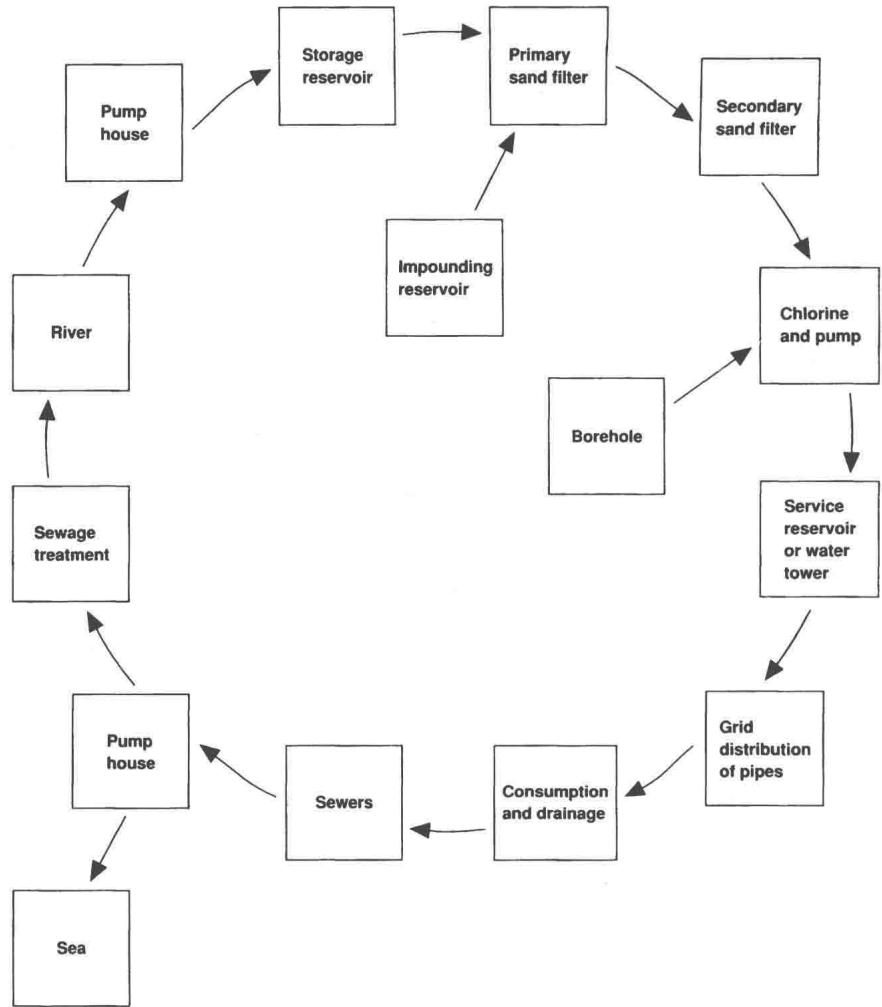 Storage
reservoir
Primary
sand filter
Secondary
sand filter
Pump
house
Impounding
reservoir
Chlorine
and pump
River
Borehole
Service
reservoir
or water
tower
Sewage
treatment
Grid
distribution
of pipes
Consumption
and drainage
Sewers
Pump
house
Sea